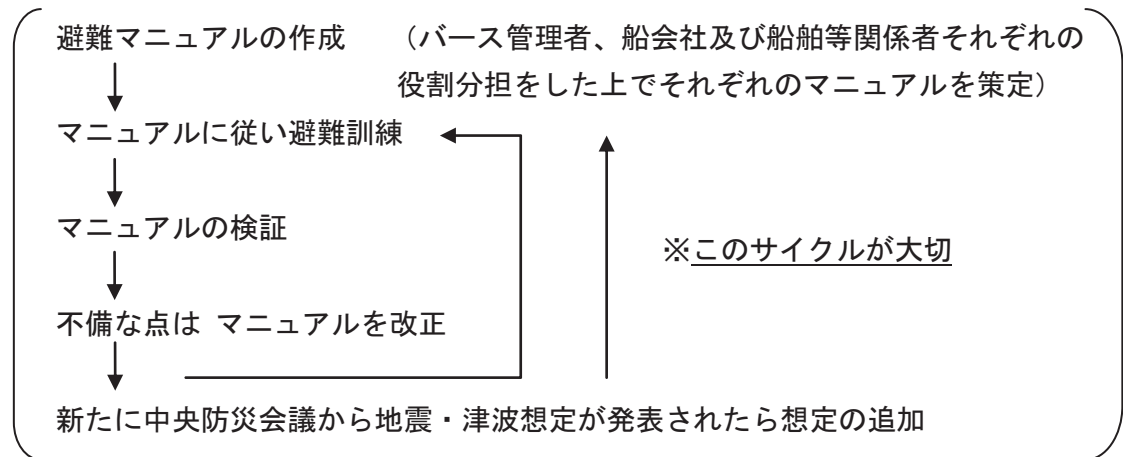 避難マニュアルの作成 （バース管理者、船会社及び船舶等関係者それぞれの
役割分担をした上でそれぞれのマニュアルを策定）
マニュアルに従い避難訓練
マニュアルの検証
※このサイクルが大切
不備な点は マニュアルを改正
新たに中央防災会議から地震・津波想定が発表されたら想定の追加